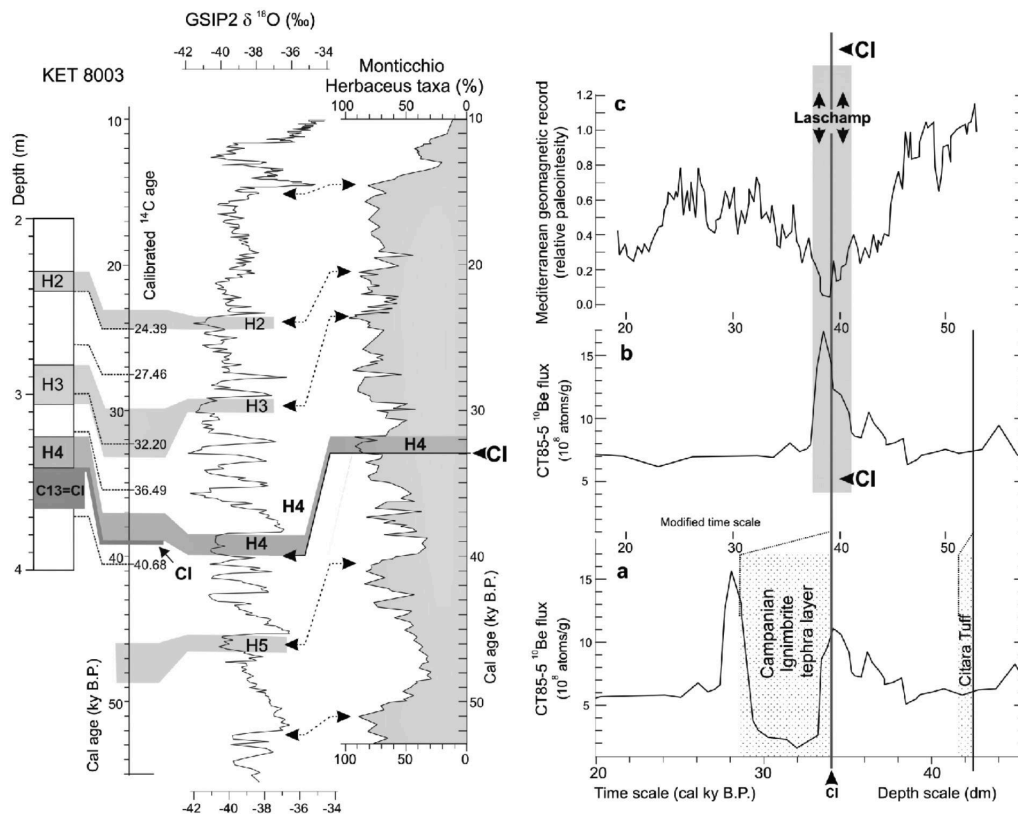 GSIP2 δ 18O (‰)
-42 -40 -38 -36 -34
KET 8003
Monticchio
Herbaceus taxa (%)
100 50 0
Depth (m)
2
3
4
H2
H3
H4
C13=CI
Calibrated 14C age
10
20
30
40
50
24.39
27.46
32.20
36.49
40.68
CI
Cal age (ky B.P.)
H2
H3
H4
H5
H4
H4
CI
10
20
30
40
50
Cal age (ky B.P.)
100 50 0
-42 -40 -38 -36 -34
CI
c
Laschamp
Mediterranean geomagnetic record
(relative paleointesity)
1.2
1.0
0.8
0.6
0.4
0.2
0.0
20 30 40 50
b
CT85-5 10Be flux
(108 atoms/g)
15
10
5
CI
Modified time scale
20 30 40 50
a
CT85-5 10Be flux
(108 atoms/g)
15
10
5
Campanian
Ignimbrite
tephra layer
Citara Tuff
20 30 40
Time scale (cal ky B.P.) CI Depth scale (dm)